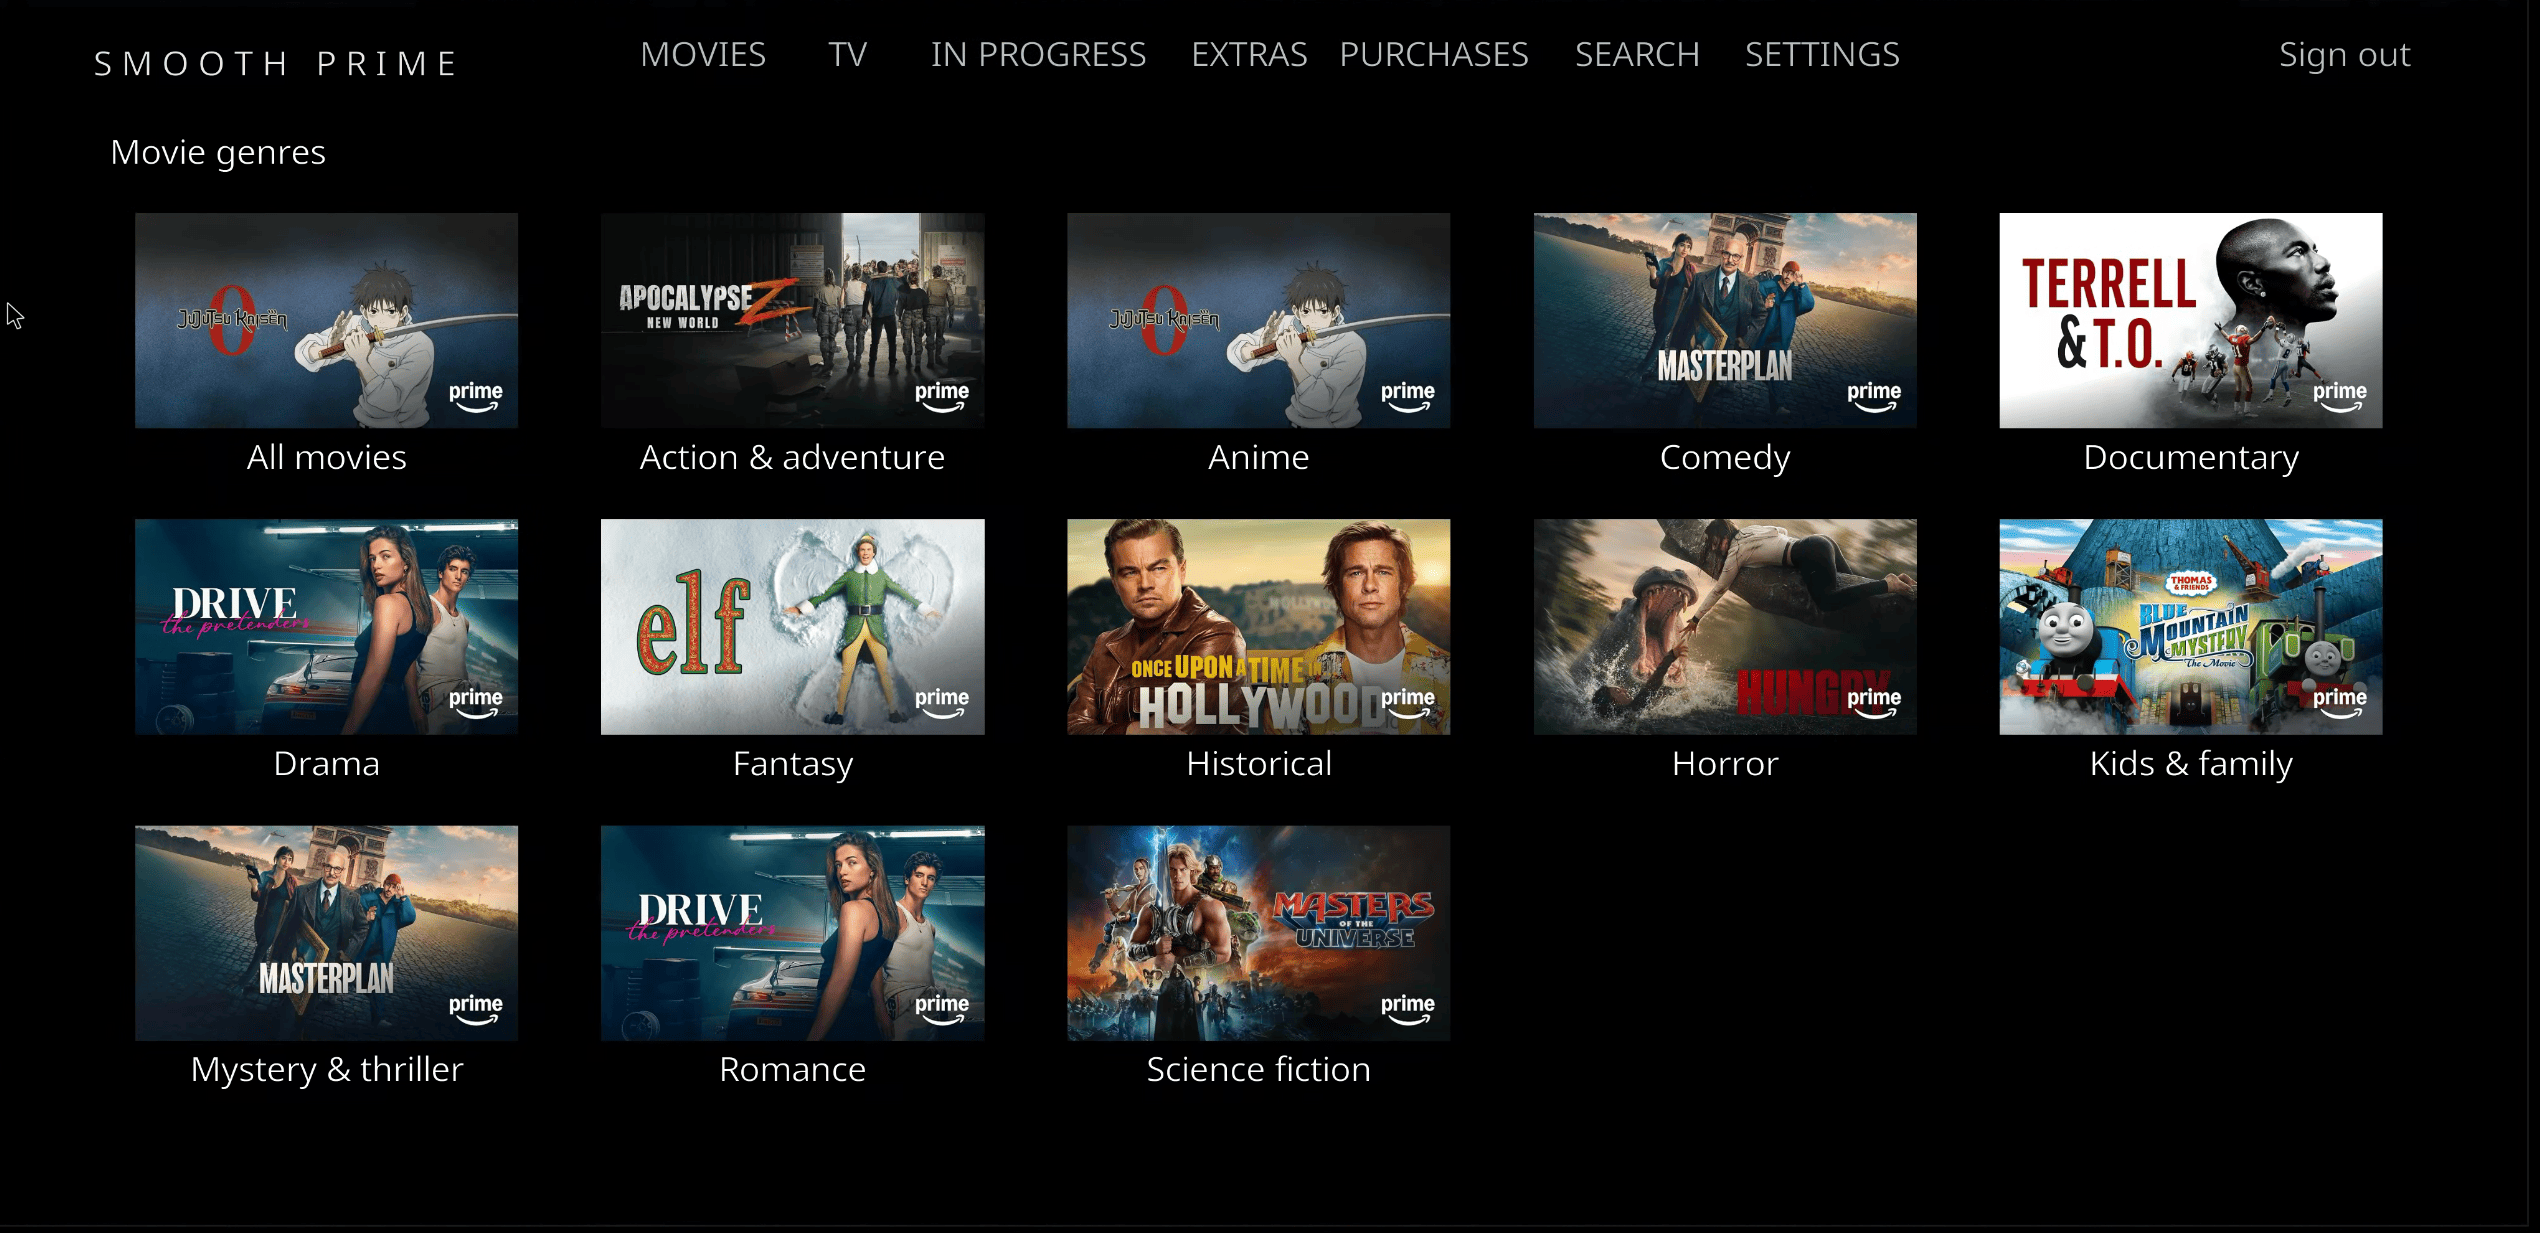 SMOOTH PRIME
MOVIES
TV
IN PROGRESS
EXTRAS
PURCHASES
SEARCH
SETTINGS
Sign out
Movie genres
JUJUTSU KAISEN
0
prime
APOCALYPSE Z
NEW WORLD
prime
JUJUTSU KAISEN
0
prime
MASTERPLAN
prime
TERRELL
& T.O.
prime
All movies
Action & adventure
Anime
Comedy
Documentary
DRIVE
the pretenders
prime
elf
prime
ONCE UPON A TIME IN
HOLLYWOOD
prime
HUNGRY
prime
THOMAS
& FRIENDS
BLUE
MOUNTAIN
MYSTERY
The Movie
prime
Drama
Fantasy
Historical
Horror
Kids & family
MASTERPLAN
prime
DRIVE
the pretenders
prime
MASTERS
OF THE
UNIVERSE
prime
Mystery & thriller
Romance
Science fiction